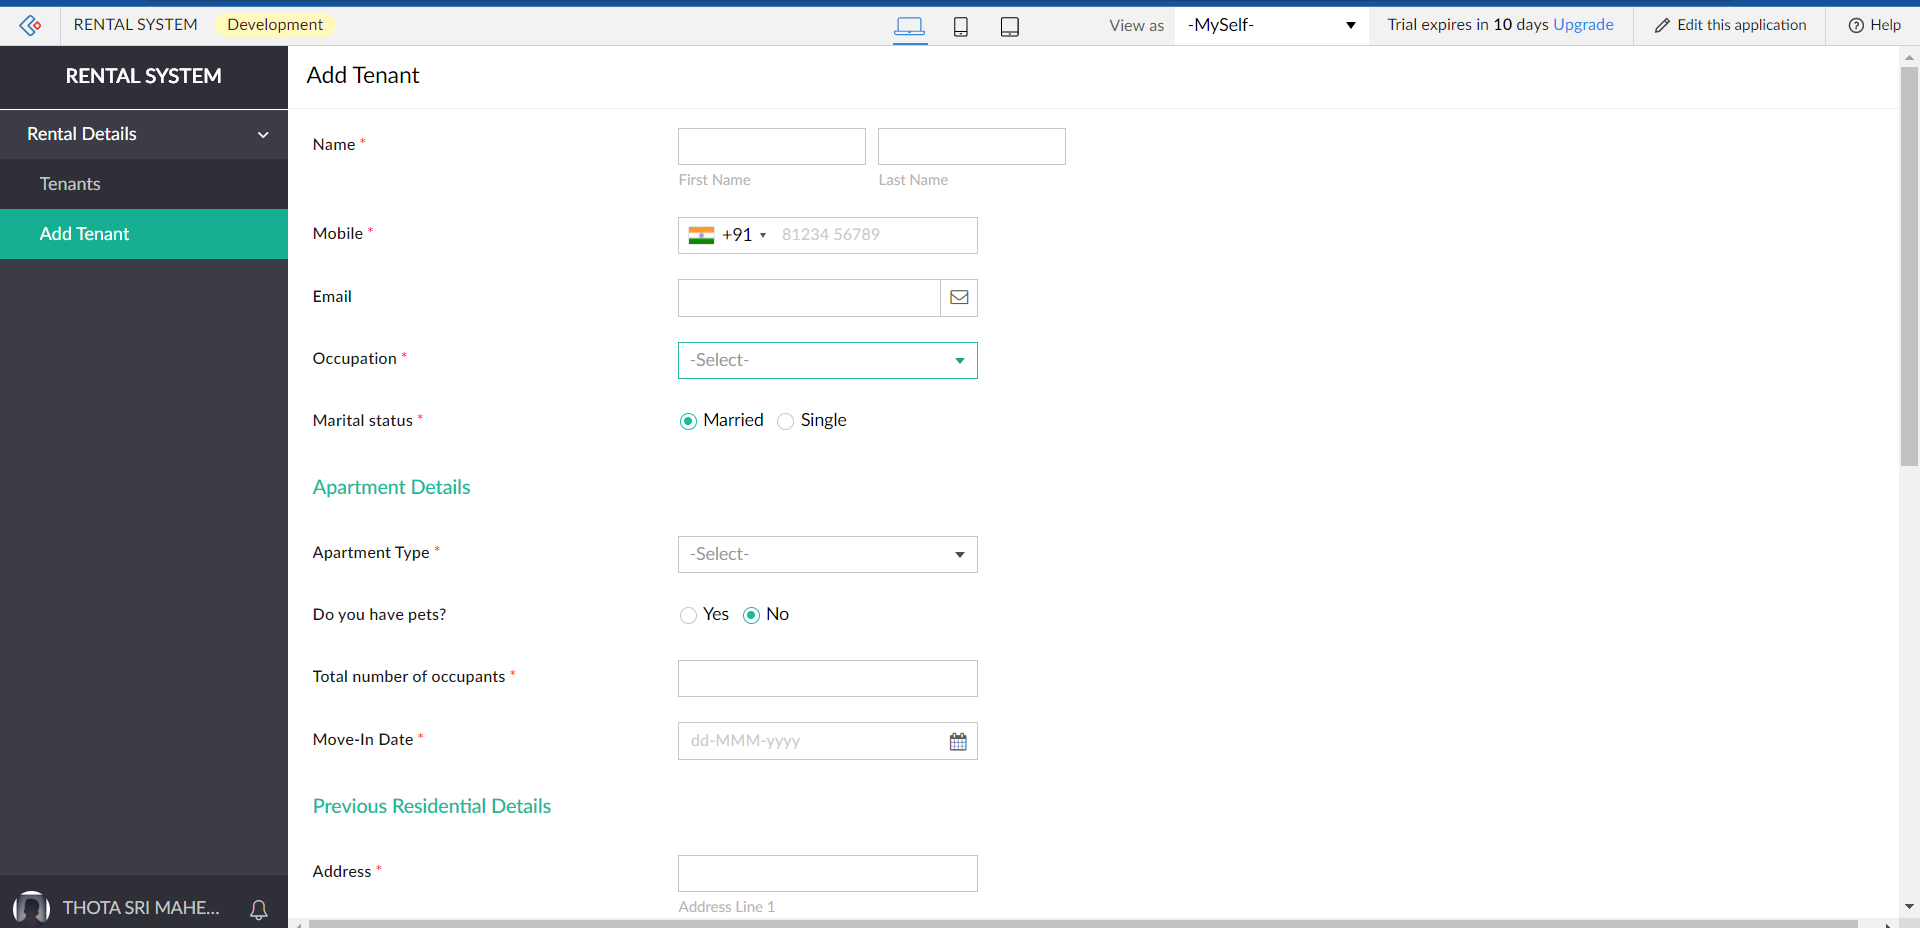 RENTAL SYSTEM Development View as -MySelf- Trial expires in 10 days Upgrade Edit this application Help
RENTAL SYSTEM
Rental Details
Tenants
Add Tenant
THOTA SRI MAHE...
Add Tenant
Name *
First Name Last Name
Mobile * +91 81234 56789
Email
Occupation * -Select-
Marital status * Married Single
Apartment Details
Apartment Type * -Select-
Do you have pets? Yes No
Total number of occupants *
Move-In Date * dd-MMM-yyyy
Previous Residential Details
Address *
Address Line 1